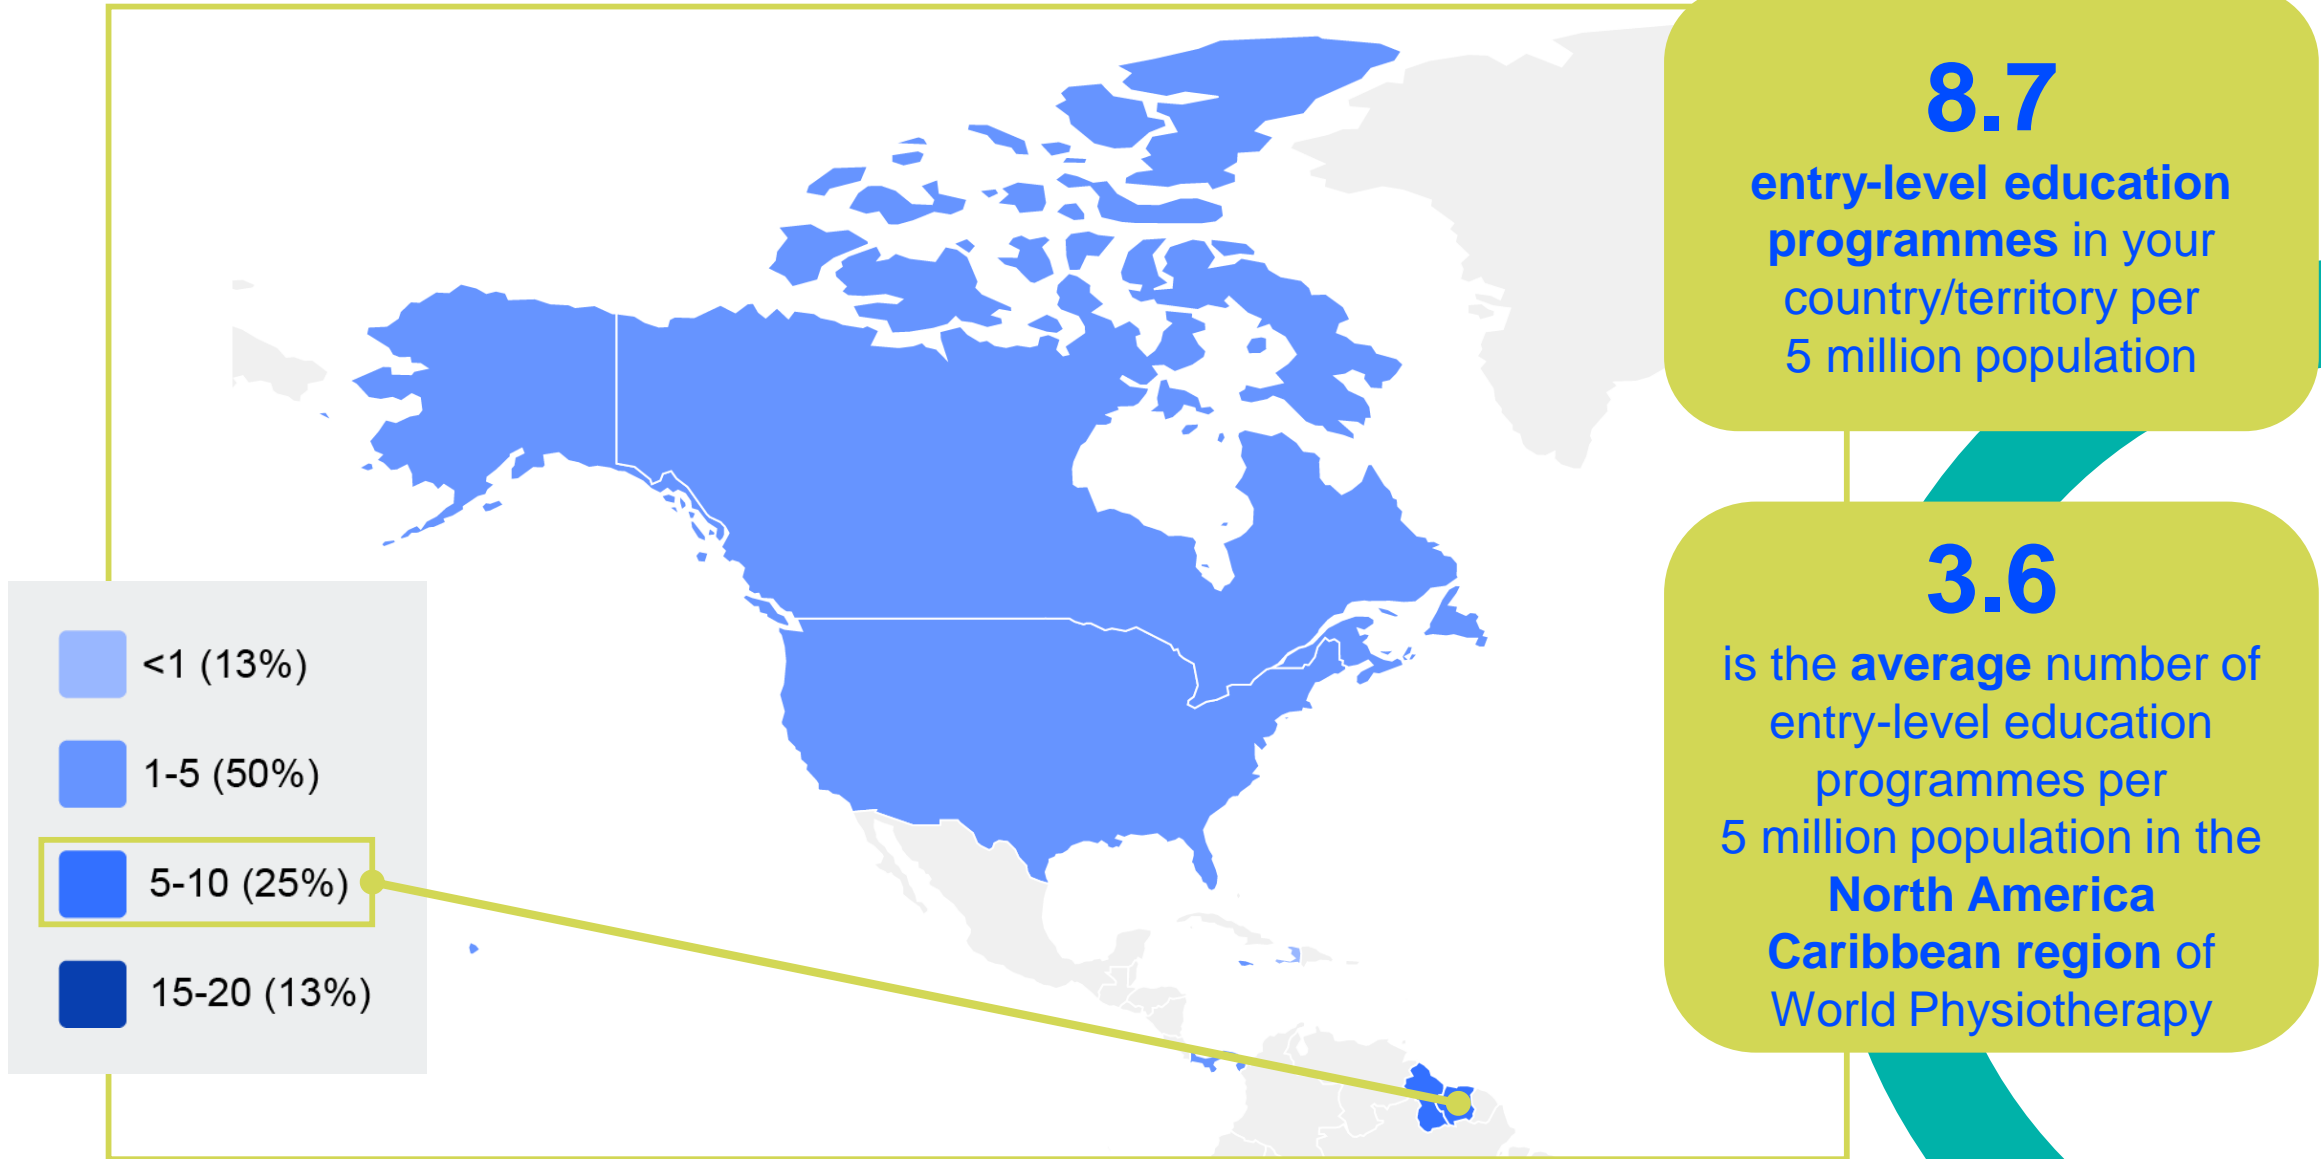 8.7
entry-level education
programmes in your
country/territory per
5 million population
3.6
is the average number of
entry-level education
programmes per
5 million population in the
North America
Caribbean region of
World Physiotherapy
<1 (13%)
1-5 (50%)
5-10 (25%)
15-20 (13%)